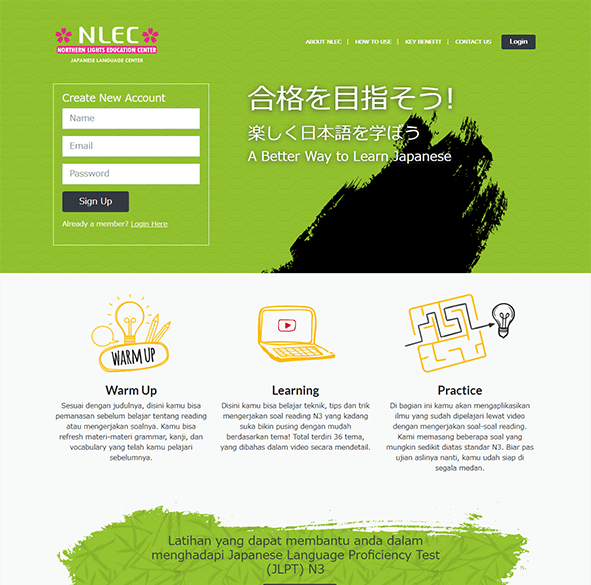 NLEC
NORTHERN LIGHTS EDUCATION CENTER
JAPANESE LANGUAGE CENTER
ABOUT NLEC | HOW TO USE | KEY BENEFIT | CONTACT US
Login
Create New Account
Name
Email
Password
Sign Up
Already a member? Login Here
合格を目指そう!
楽しく日本語を学ぼう
A Better Way to Learn Japanese
WARM UP
Warm Up
Sesuai dengan judulnya, disini kamu bisa
pemanasan sebelum belajar tentang reading
atau mengerjakan soalnya. Kamu bisa
refresh materi-materi grammar, kanji, dan
vocabulary yang telah kamu pelajari
sebelumnya.
Learning
Disini kamu bisa belajar teknik, tips dan trik
mengerjakan soal reading N3 yang kadang
suka bikin pusing dengan mudah
berdasarkan tema! Total terdiri 36 tema,
yang dibahas dalam video secara mendetail.
Practice
Di bagian ini kamu akan mengaplikasikan
ilmu yang sudah dipelajari lewat video
dengan mengerjakan soal-soal reading.
Kami memasang beberapa soal yang
mungkin sedikit diatas standar N3. Biar pas
ujian aslinya nanti, kamu udah siap di
segala medan.
Latihan yang dapat membantu anda dalam
menghadapi Japanese Language Proficiency Test
(JLPT) N3